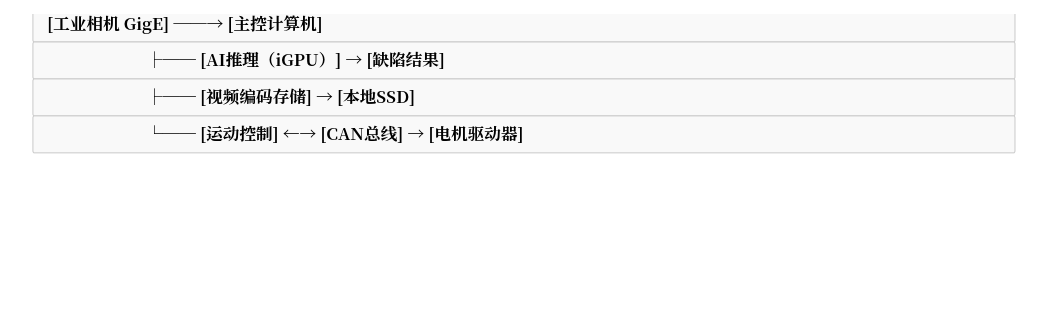 [工业相机 GigE] ───→ [主控计算机]
├── [AI推理（iGPU）] → [缺陷结果]
├── [视频编码存储] → [本地SSD]
└── [运动控制] ←→ [CAN总线] → [电机驱动器]